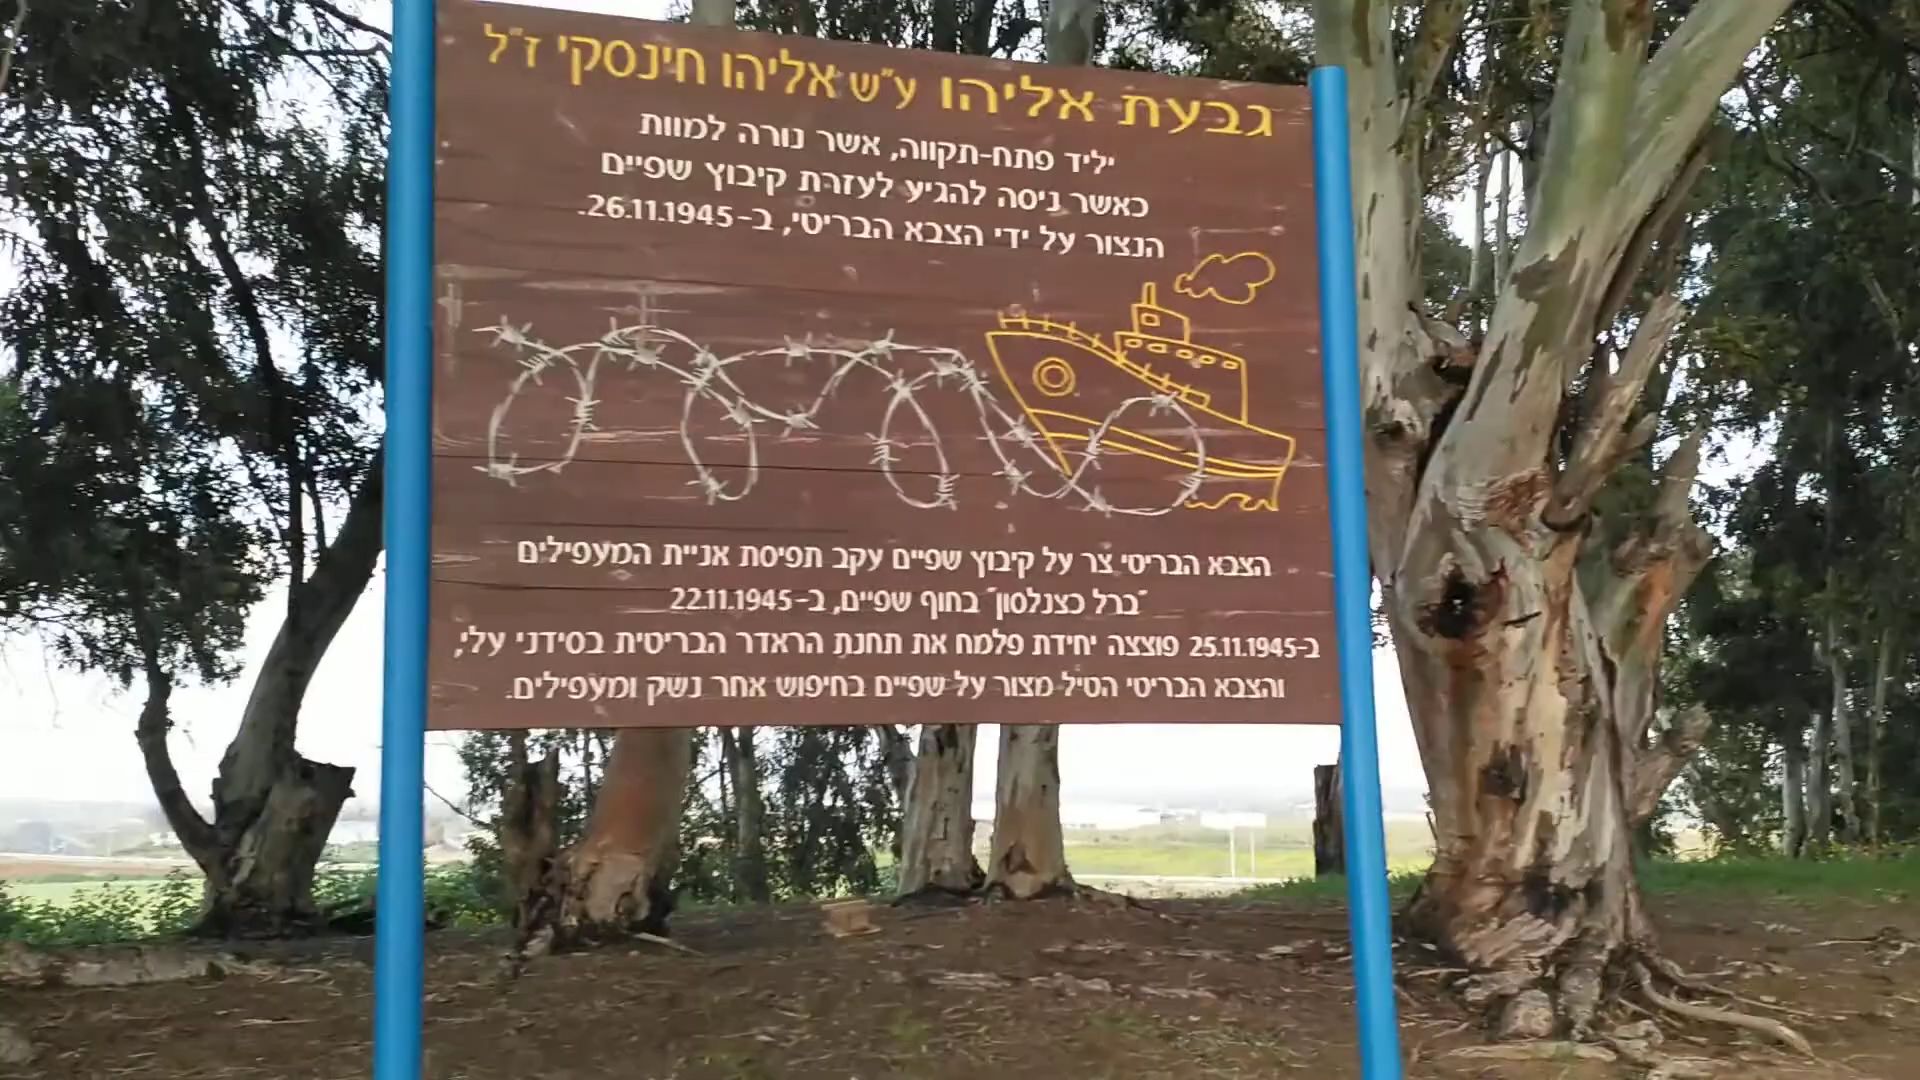 גבעת אליהו ע"ש אליהו חינסקי ז"ל
יליד פתח-תקווה, אשר נורה למוות
כאשר ניסה להגיע לעזרת קיבוץ שפיים
הנצור על ידי הצבא הבריטי, ב-26.11.1945.
הצבא הבריטי צר על קיבוץ שפיים עקב תפיסת אניית המעפילים
"ברל כצנלסון" בחוף שפיים, ב-22.11.1945
ב-25.11.1945 פוצצה יחידת פלמח את תחנת הראדר הבריטית בסידני עלי,
והצבא הבריטי הטיל מצור על שפיים בחיפוש אחר נשק ומעפילים.